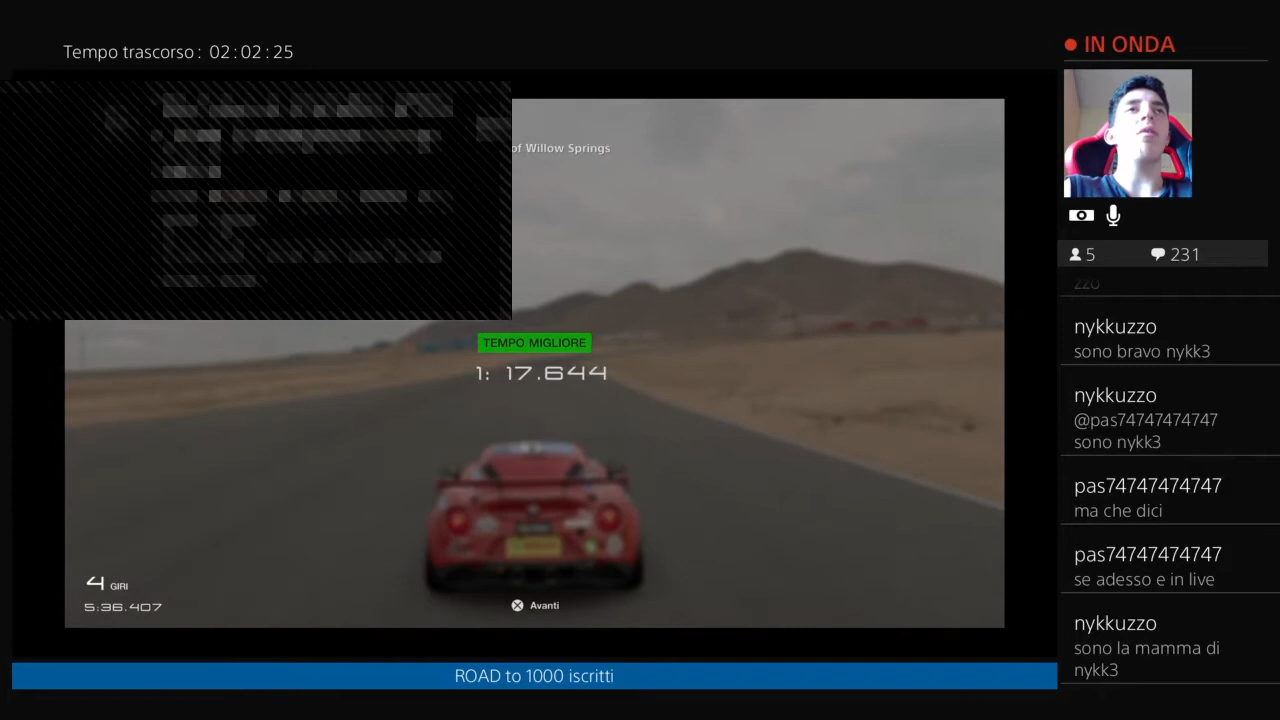 Tempo trascorso: 02:02:25
IN ONDA
of Willow Springs
5
231
zzo
nykkuzzo
sono bravo nykk3
nykkuzzo
@pas74747474747
sono nykk3
pas74747474747
ma che dici
pas74747474747
se adesso e in live
nykkuzzo
sono la mamma di
nykk3
TEMPO MIGLIORE
1: 17.644
4 GIRI
5:36.407
Avanti
ROAD to 1000 iscritti